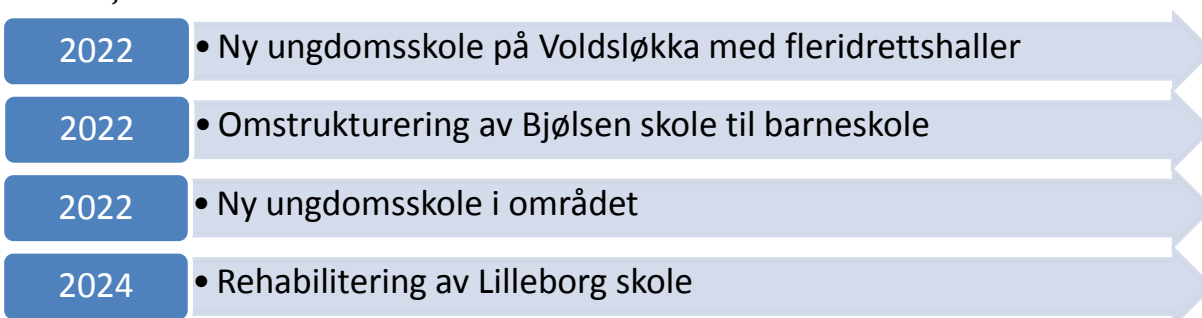 2022 • Ny ungdomsskole på Voldsløkka med fleridrettshaller
2022 • Omstrukturering av Bjølsen skole til barneskole
2022 • Ny ungdomsskole i området
2024 • Rehabilitering av Lilleborg skole